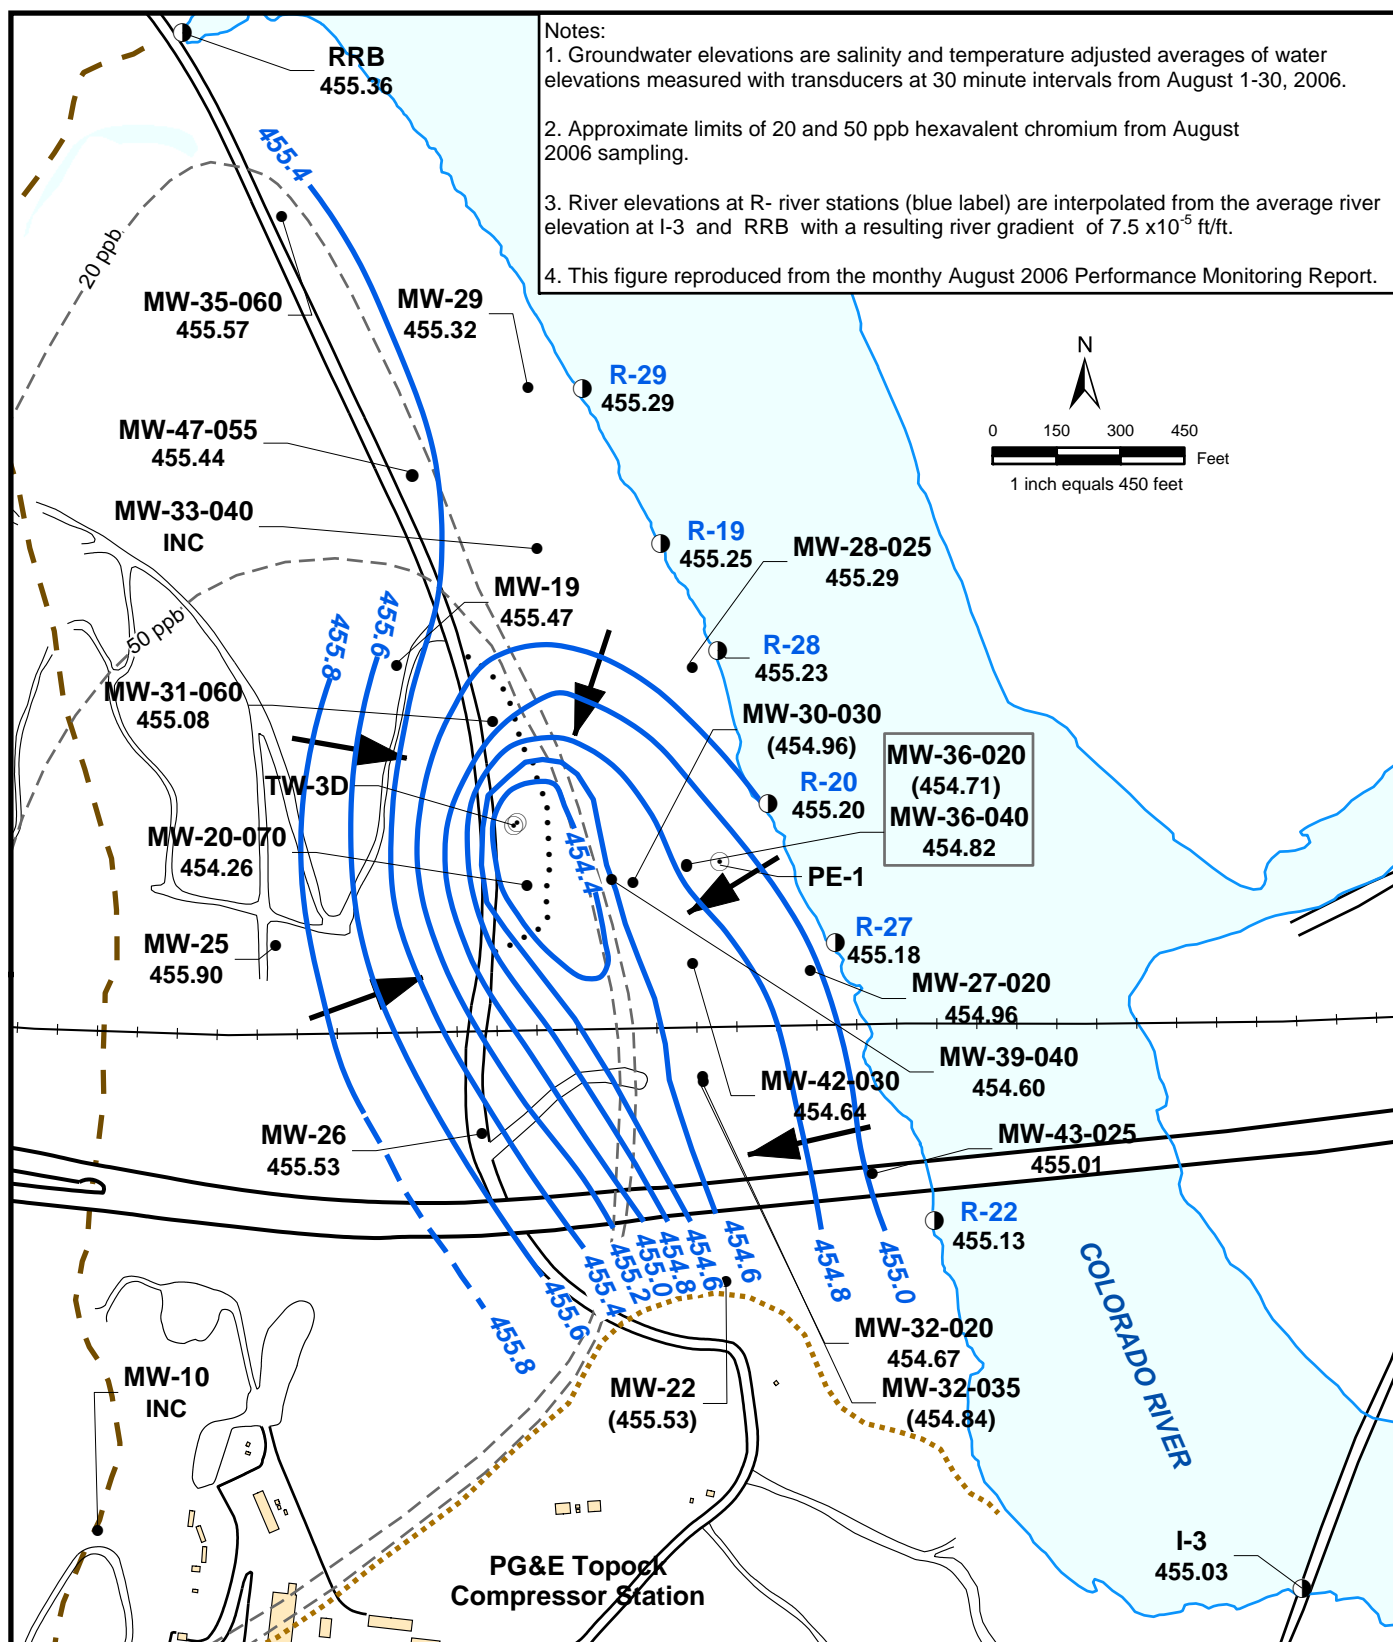 Notes:
1. Groundwater elevations are salinity and temperature adjusted averages of water
elevations measured with transducers at 30 minute intervals from August 1-30, 2006.
2. Approximate limits of 20 and 50 ppb hexavalent chromium from August
2006 sampling.
3. River elevations at R- river stations (blue label) are interpolated from the average river
elevation at I-3 and RRB with a resulting river gradient of 7.5 x10-5 ft/ft.
4. This figure reproduced from the monthy August 2006 Performance Monitoring Report.
RRB
455.36
455.4
20 ppb
MW-35-060
455.57
MW-29
455.32
R-29
455.29
N
0 150 300 450
Feet
1 inch equals 450 feet
MW-47-055
455.44
MW-33-040
INC
R-19
455.25
MW-28-025
455.29
MW-19
455.47
455.6
455.8
50 ppb
R-28
455.23
MW-31-060
455.08
MW-30-030
(454.96)
MW-36-020
(454.71)
MW-36-040
454.82
TW-3D
R-20
455.20
MW-20-070
454.26
454.4
PE-1
MW-25
455.90
R-27
455.18
MW-27-020
454.96
MW-39-040
454.60
MW-42-030
454.64
MW-26
455.53
MW-43-025
455.01
R-22
455.13
455.8
455.6
455.4
455.2
455.0
454.8
454.6
454.6
454.8
455.0
COLORADO RIVER
MW-32-020
454.67
MW-32-035
(454.84)
MW-10
INC
MW-22
(455.53)
I-3
455.03
PG&E Topock
Compressor Station